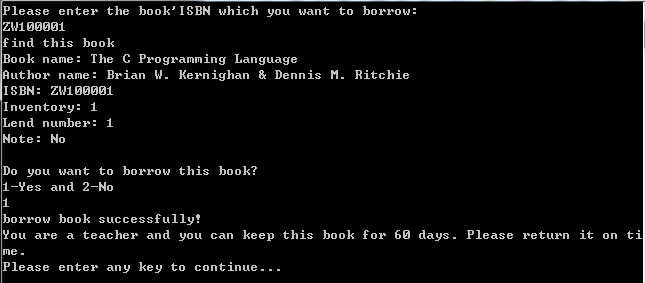 Please enter the book'ISBN which you want to borrow:
ZW100001
find this book
Book name: The C Programming Language
Author name: Brian W. Kernighan & Dennis M. Ritchie
ISBN: ZW100001
Inventory: 1
Lend number: 1
Note: No
Do you want to borrow this book?
1-Yes and 2-No
1
borrow book successfully!
You are a teacher and you can keep this book for 60 days. Please return it on ti
me.
Please enter any key to continue...